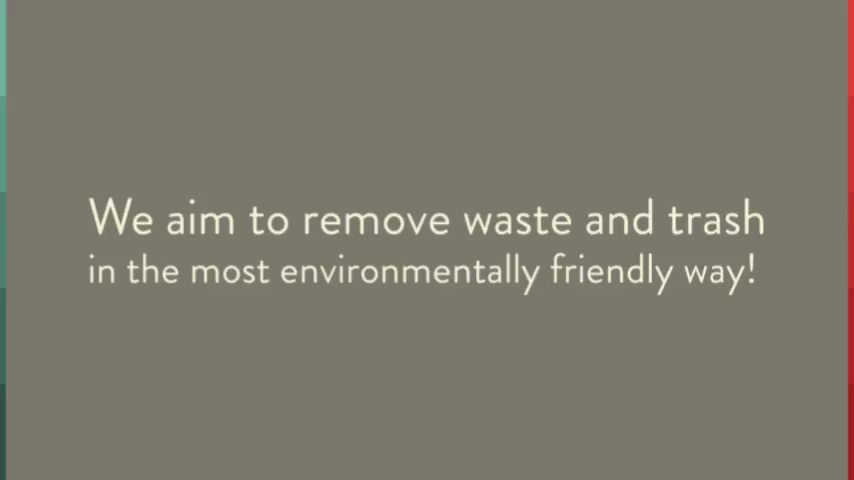 We aim to remove waste and trash
in the most environmentally friendly way!